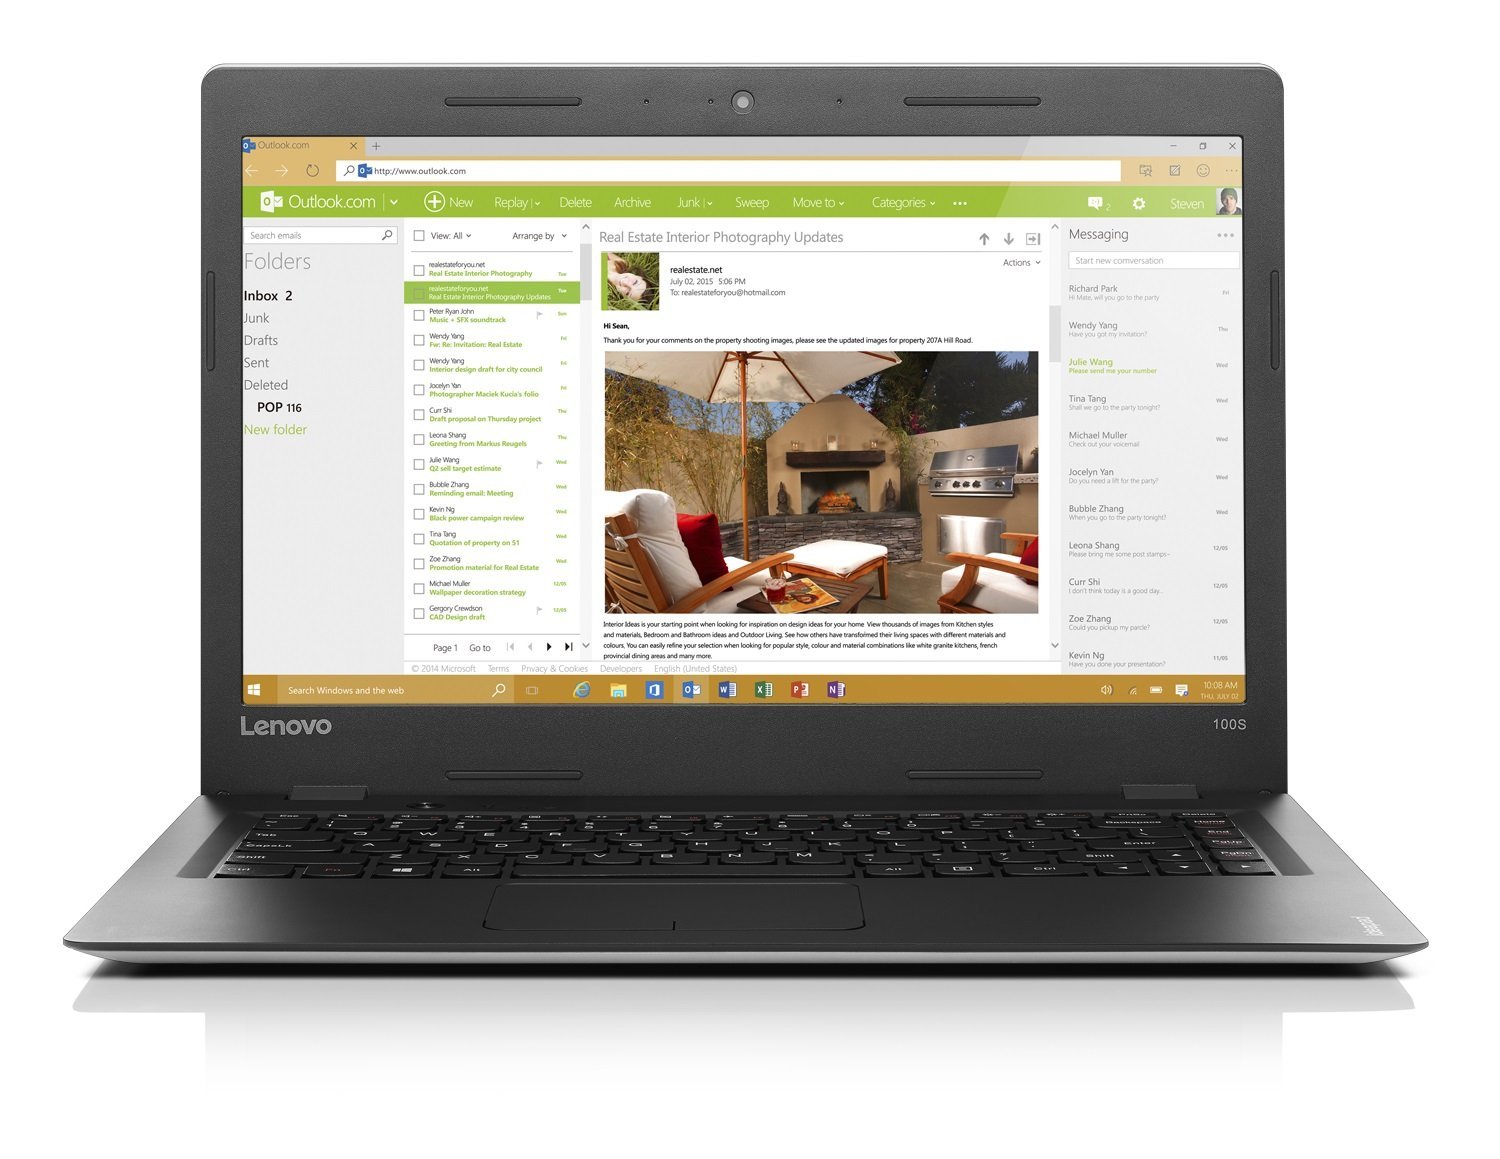 Outlook.com
http://www.outlook.com
Outlook.com
New
Replay
Delete
Archive
Junk
Sweep
Move to
Categories
2
Steven
Search emails
Folders
Inbox 2
Junk
Drafts
Sent
Deleted
POP 116
New folder
View: All
Arrange by
realestateforyou.net
Real Estate Interior Photography Tue
realestateforyou.net Tue
Real Estate Interior Photography Updates
Peter Ryan John
Music + SFX soundtrack Sun
Wendy Yang
Fw: Re: Invitation: Real Estate Fri
Wendy Yang
Interior design draft for city council Fri
Jocelyn Yan
Photographer Maciek Kucia's folio Fri
Curr Shi
Draft proposal on Thursday project Thu
Leona Shang
Greeting from Markus Reugels Thu
Julie Wang
Q2 sell target estimate Wed
Bubble Zhang
Reminding email: Meeting Wed
Kevin Ng
Black power campaign review Wed
Tina Tang
Quotation of property on 51 Wed
Zoe Zhang
Promotion material for Real Estate Wed
Michael Muller
Wallpaper decoration strategy 12/05
Gergory Crewdson
CAD Design draft 12/05
Page 1 Go to
Real Estate Interior Photography Updates
Actions
realestate.net
July 02, 2015 5:06 PM
To: realestateforyou@hotmail.com
Hi Sean,
Thank you for your comments on the property shooting images, please see the updated images for property 207A Hill Road.
Interior Ideas is your starting point when looking for inspiration on design ideas for your home View thousands of images from Kitchen styles
and materials, Bedroom and Bathroom ideas and Outdoor Living. See how others have transformed their living spaces with different materials and
colours. You can easily refine your selection when looking for popular style, colour and material combinations like white granite kitchens, french
provincial dining areas and many more.
Messaging
Start new comversation
Richard Park
Hi Mate, will you go to the party Fri
Wendy Yang
Have you got my invitation? Thu
Julie Wang
Please send me your number Wed
Tina Tang
Shall we go to the party tonight? Wed
Michael Muller
Check out your voicemail Wed
Jocelyn Yan
Do you need a lift for the party? Wed
Bubble Zhang
When you go to the party tonight? Wed
Leona Shang
Please bring me some post stamps~ 12/05
Curr Shi
I don't think today is a good day.. 12/05
Zoe Zhang
Could you pickup my parcle? 12/05
Kevin Ng
Have you done your presentation? 11/05
© 2014 Microsoft Terms Privacy & Cookies Developers English (United States)
Search Windows and the web
10:08 AM
THU, JULY 02
Lenovo
100S
Esc
Backspace
Delete
Home
Tab Q W E R T Y U I O P
End
CapsLk A S D F G H J K L Enter
PgUp
Shift Z X C V B N M Shift
PgDn
Ctrl Fn Alt Alt Ctrl
ideapad